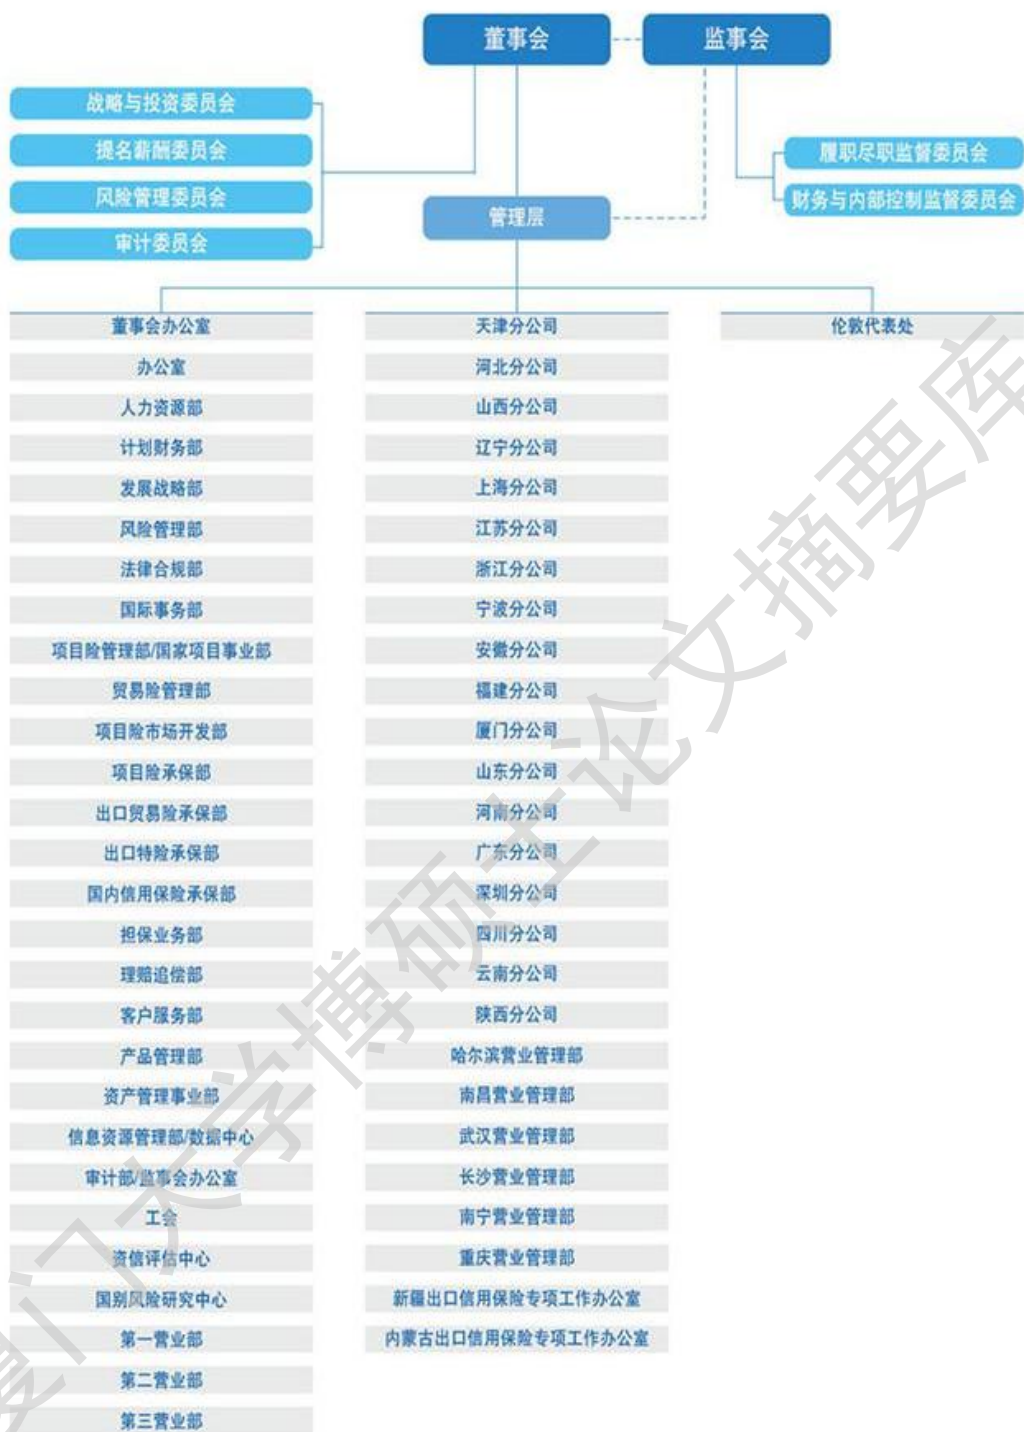 董事会
监事会
战略与投资委员会
提名薪酬委员会
风险管理委员会
审计委员会
履职尽职监督委员会
财务与内部控制监督委员会
管理层
董事会办公室
办公室
人力资源部
计划财务部
发展战略部
风险管理部
法律合规部
国际事务部
项目险管理部/国家项目事业部
贸易险管理部
项目险市场开发部
项目险承保部
出口贸易险承保部
出口特险承保部
国内信用保险承保部
担保业务部
理赔追偿部
客户服务部
产品管理部
资产管理事业部
信息资源管理部/数据中心
审计部/监事会办公室
工会
资信评估中心
国别风险研究中心
第一营业部
第二营业部
第三营业部
天津分公司
河北分公司
山西分公司
辽宁分公司
上海分公司
江苏分公司
浙江分公司
宁波分公司
安徽分公司
福建分公司
厦门分公司
山东分公司
河南分公司
广东分公司
深圳分公司
四川分公司
云南分公司
陕西分公司
哈尔滨营业管理部
南昌营业管理部
武汉营业管理部
长沙营业管理部
南宁营业管理部
重庆营业管理部
新疆出口信用保险专项工作办公室
内蒙古出口信用保险专项工作办公室
伦敦代表处
厦门大学博硕士论文摘要库